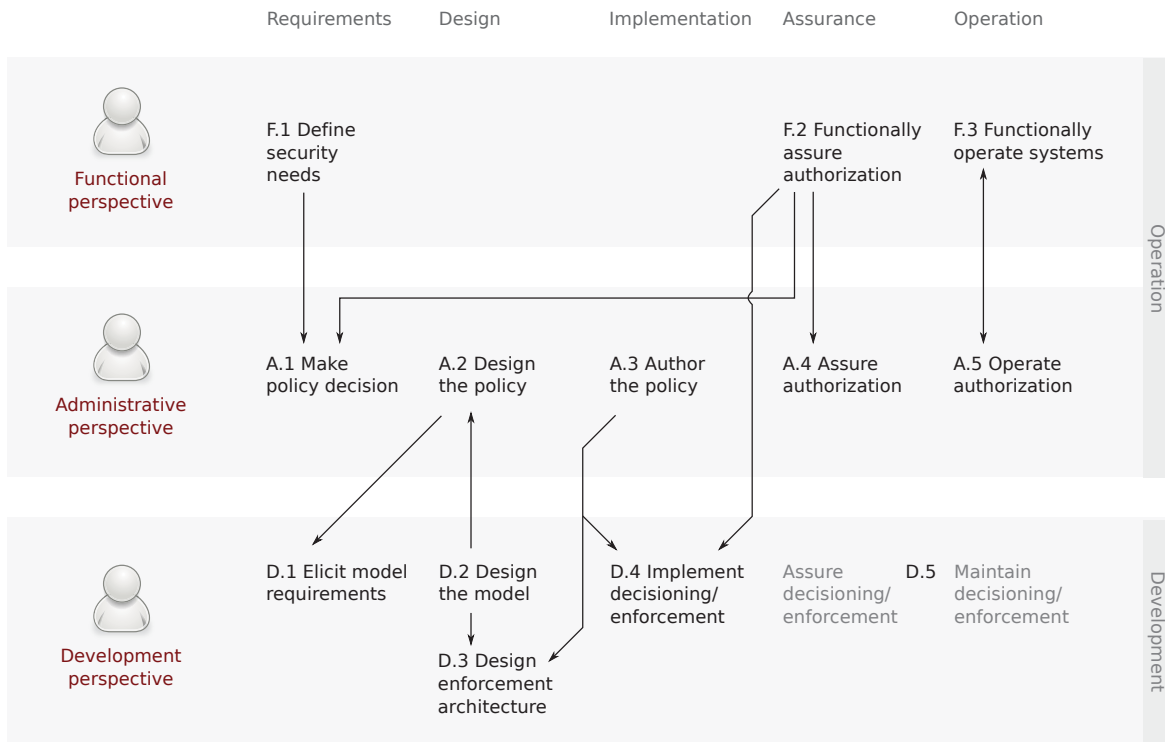 Requirements
Design
Implementation
Assurance
Operation
Functional
perspective
F.1 Define
security
needs
F.2 Functionally
assure
authorization
F.3 Functionally
operate systems
Operation
Administrative
perspective
A.1 Make
policy decision
A.2 Design
the policy
A.3 Author
the policy
A.4 Assure
authorization
A.5 Operate
authorization
Development
perspective
D.1 Elicit model
requirements
D.2 Design
the model
D.3 Design
enforcement
architecture
D.4 Implement
decisioning/
enforcement
Assure
decisioning/
enforcement
D.5
Maintain
decisioning/
enforcement
Development